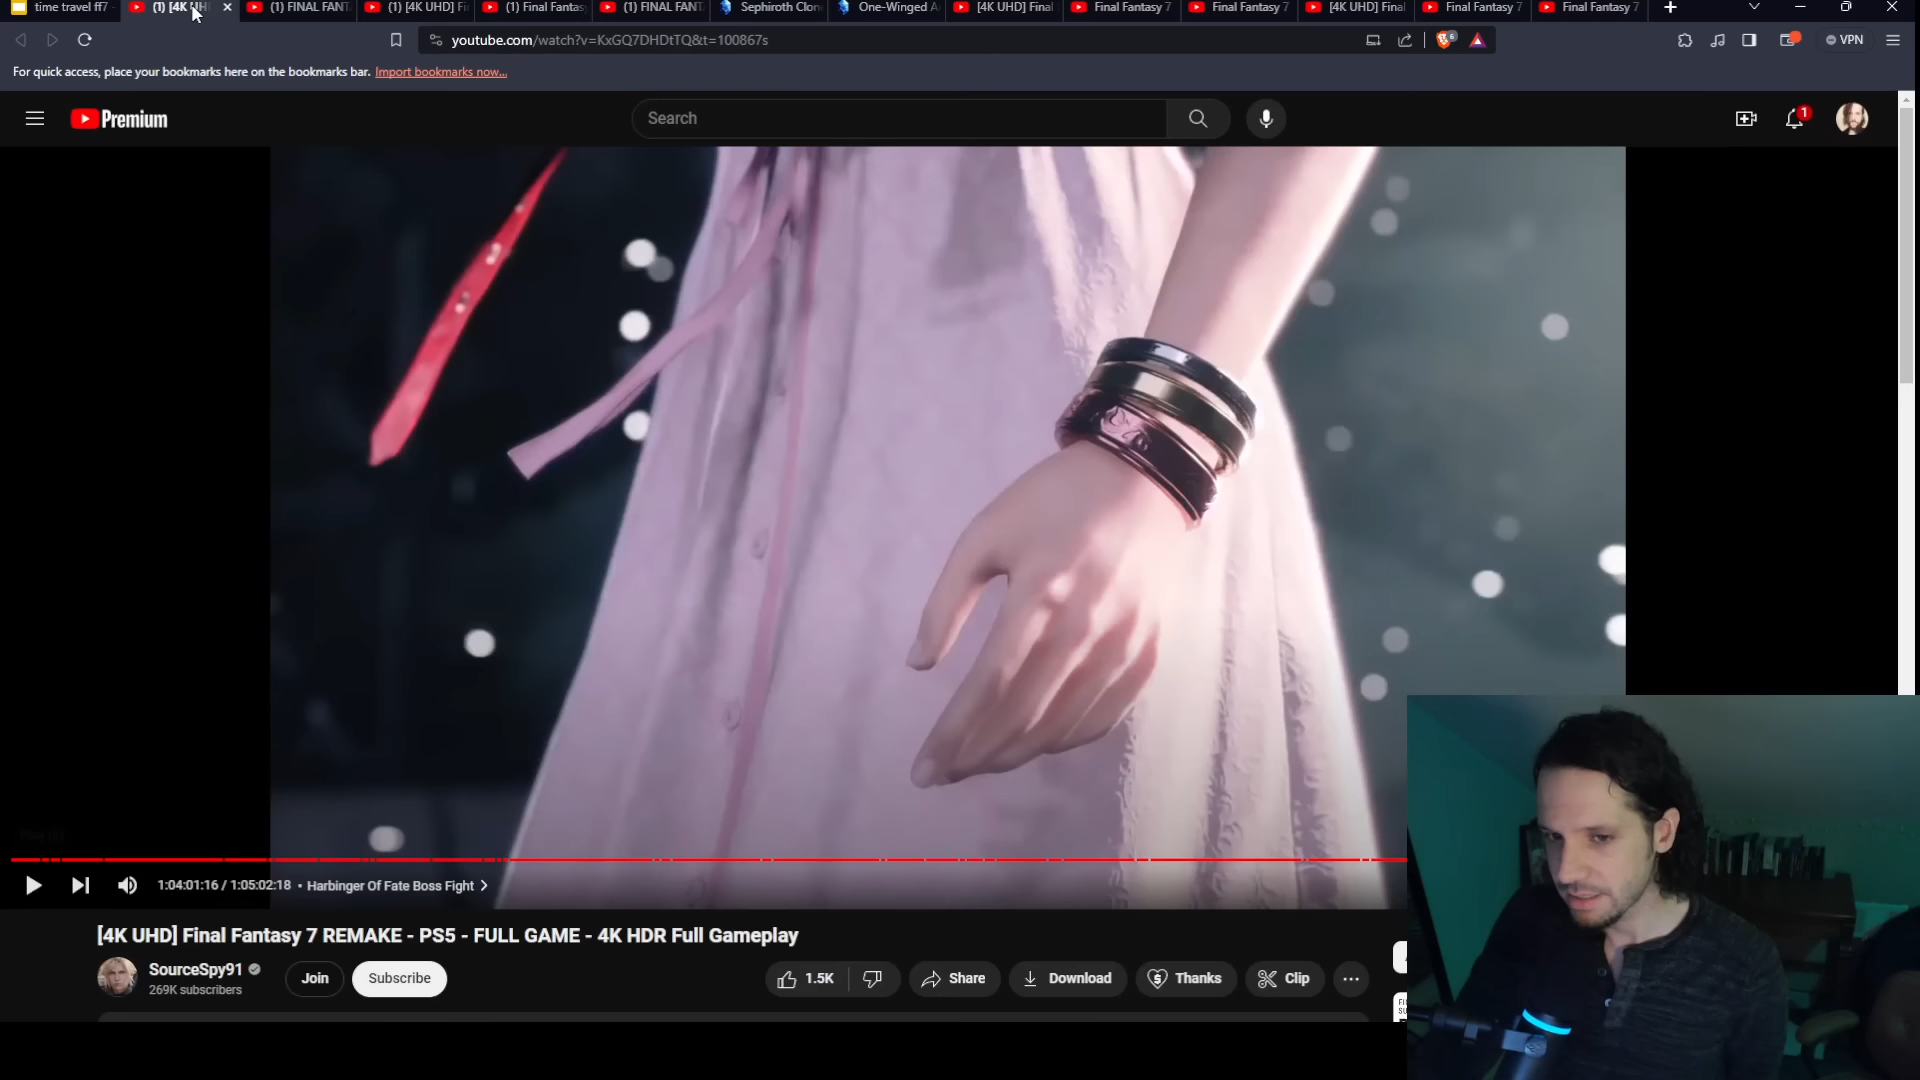 time travel ff7
(1) [4K UH
(1) FINAL FANT
(1) [4K UHD] Fi
(1) Final Fantas
(1) FINAL FANT
Sephiroth Clon
One-Winged A
[4K UHD] Final
Final Fantasy 7
Final Fantasy 7
[4K UHD] Final
Final Fantasy 7
Final Fantasy 7
youtube.com/watch?v=KxGQ7DHDtTQ&t=100867s
6
VPN
For quick access, place your bookmarks here on the bookmarks bar. Import bookmarks now...
Premium
Search
1
1:04:01:16 / 1:05:02:18 • Harbinger Of Fate Boss Fight
[4K UHD] Final Fantasy 7 REMAKE - PS5 - FULL GAME - 4K HDR Full Gameplay
SourceSpy91
269K subscribers
Join
Subscribe
1.5K
Share
Download
Thanks
Clip